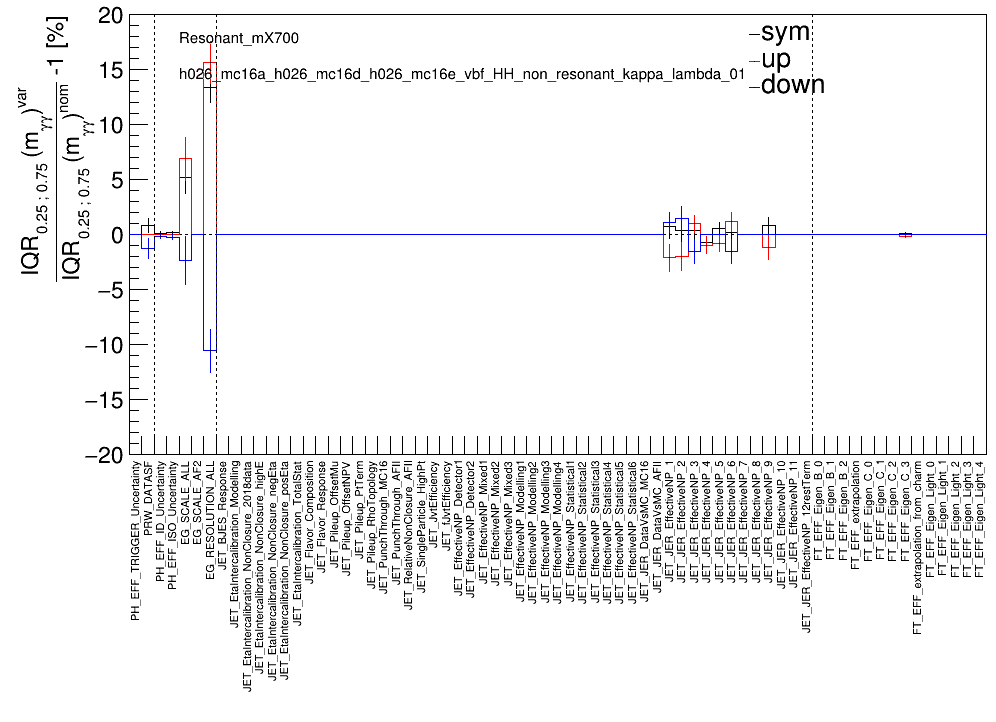 IQR0.25 ; 0.75 (mγγ)var
IQR0.25 ; 0.75 (mγγ)nom -1 [%]
20
15
10
5
0
−5
−10
−15
−20
Resonant_mX700
h026_mc16a_h026_mc16d_h026_mc16e_vbf_HH_non_resonant_kappa_lambda_01
sym
up
down
PH_EFF_TRIGGER_Uncertainty
PRW_DATASF
PH_EFF_ID_Uncertainty
PH_EFF_ISO_Uncertainty
EG_SCALE_ALL
EG_SCALE_AF2
EG_RESOLUTION_ALL
JET_BJES_Response
JET_EtaIntercalibration_Modelling
JET_EtaIntercalibration_NonClosure_2018data
JET_EtaIntercalibration_NonClosure_highE
JET_EtaIntercalibration_NonClosure_negEta
JET_EtaIntercalibration_NonClosure_posEta
JET_EtaIntercalibration_TotalStat
JET_Flavor_Composition
JET_Flavor_Response
JET_Pileup_OffsetMu
JET_Pileup_OffsetNPV
JET_Pileup_PtTerm
JET_Pileup_RhoTopology
JET_PunchThrough_MC16
JET_PunchThrough_AFII
JET_RelativeNonClosure_AFII
JET_SingleParticle_HighPt
JET_JvtEfficiency
JET_fJvtEfficiency
JET_EffectiveNP_Detector1
JET_EffectiveNP_Detector2
JET_EffectiveNP_Mixed1
JET_EffectiveNP_Mixed2
JET_EffectiveNP_Mixed3
JET_EffectiveNP_Modelling1
JET_EffectiveNP_Modelling2
JET_EffectiveNP_Modelling3
JET_EffectiveNP_Modelling4
JET_EffectiveNP_Statistical1
JET_EffectiveNP_Statistical2
JET_EffectiveNP_Statistical3
JET_EffectiveNP_Statistical4
JET_EffectiveNP_Statistical5
JET_EffectiveNP_Statistical6
JET_JER_DataVsMC_MC16
JET_JER_DataVsMC_AFII
JET_JER_EffectiveNP_1
JET_JER_EffectiveNP_2
JET_JER_EffectiveNP_3
JET_JER_EffectiveNP_4
JET_JER_EffectiveNP_5
JET_JER_EffectiveNP_6
JET_JER_EffectiveNP_7
JET_JER_EffectiveNP_8
JET_JER_EffectiveNP_9
JET_JER_EffectiveNP_10
JET_JER_EffectiveNP_11
JET_JER_EffectiveNP_12restTerm
FT_EFF_Eigen_B_0
FT_EFF_Eigen_B_1
FT_EFF_Eigen_B_2
FT_EFF_extrapolation
FT_EFF_Eigen_C_0
FT_EFF_Eigen_C_1
FT_EFF_Eigen_C_2
FT_EFF_Eigen_C_3
FT_EFF_extrapolation_from_charm
FT_EFF_Eigen_Light_0
FT_EFF_Eigen_Light_1
FT_EFF_Eigen_Light_2
FT_EFF_Eigen_Light_3
FT_EFF_Eigen_Light_4